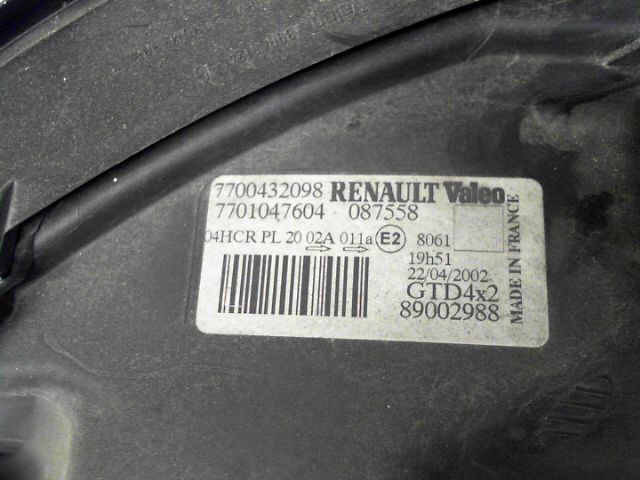 7700432098 RENAULT Valeo
7701047604 087558
04HCR PL 20 02A 011a E2 8061
19h51
22/04/2002
GTD4x2
89002988
MADE IN FRANCE